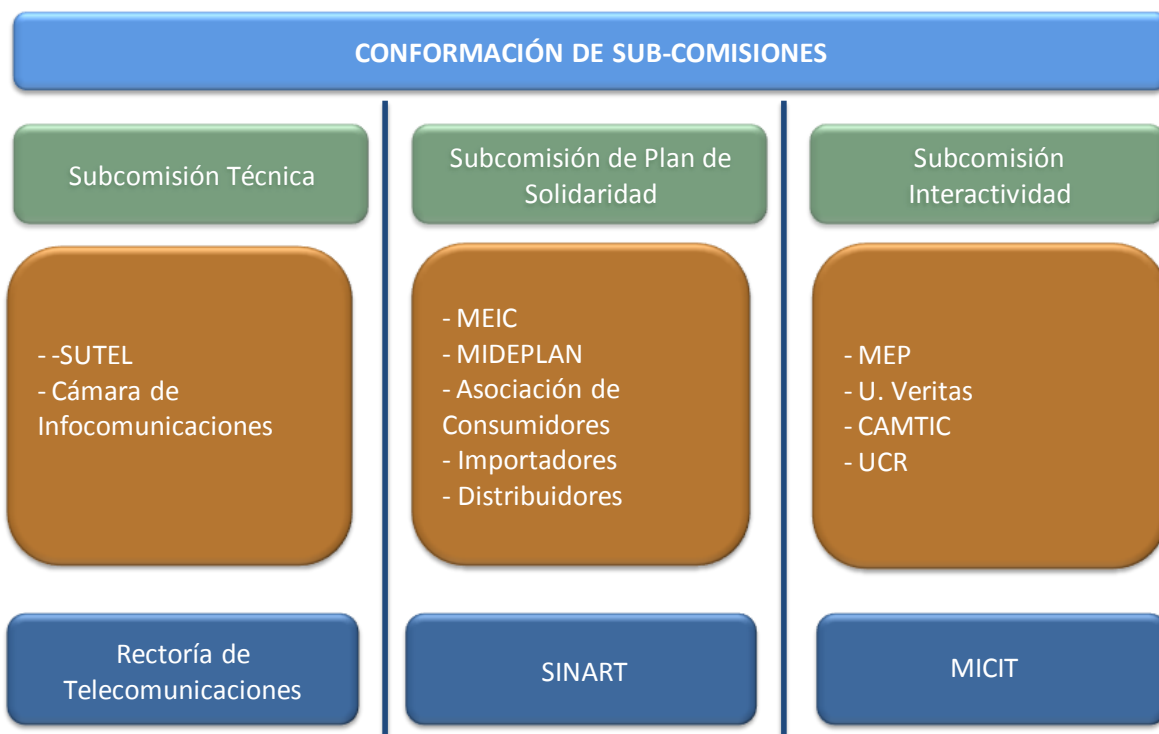 CONFORMACIÓN DE SUB-COMISIONES
Subcomisión Técnica
- -SUTEL
- Cámara de
Infocomunicaciones
Rectoría de
Telecomunicaciones
Subcomisión de Plan de
Solidaridad
- MEIC
- MIDEPLAN
- Asociación de
Consumidores
- Importadores
- Distribuidores
SINART
Subcomisión
Interactividad
- MEP
- U. Veritas
- CAMTIC
- UCR
MICIT